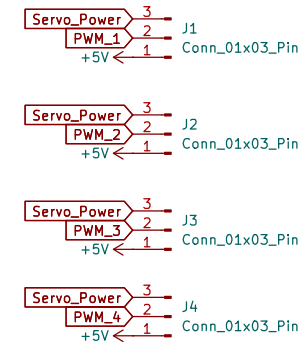 Servo_Power 3
PWM_1 2 J1
+5V 1 Conn_01x03_Pin
Servo_Power 3
PWM_2 2 J2
+5V 1 Conn_01x03_Pin
Servo_Power 3
PWM_3 2 J3
+5V 1 Conn_01x03_Pin
Servo_Power 3
PWM_4 2 J4
+5V 1 Conn_01x03_Pin